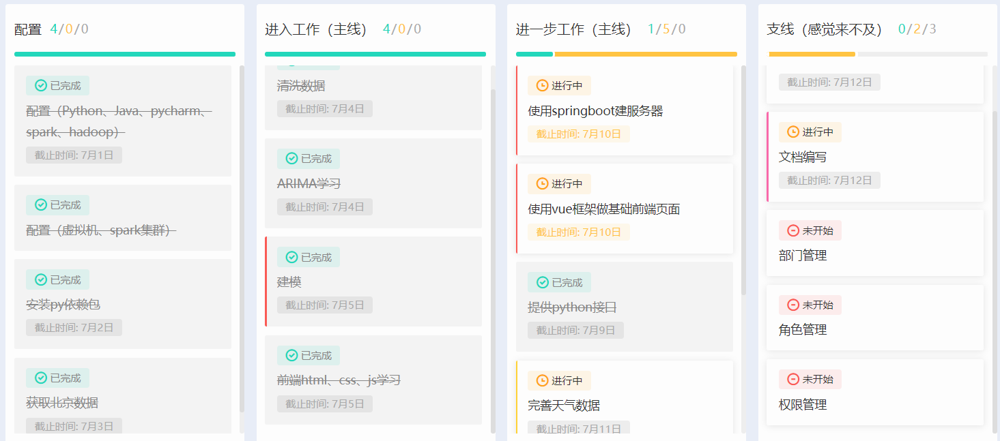 配置 4/0/0
已完成
配置（Python、Java、pycharm、
spark、hadoop）
截止时间: 7月1日
已完成
配置（虚拟机、spark集群）
已完成
安装py依赖包
截止时间: 7月2日
已完成
获取北京数据
截止时间: 7月3日
进入工作（主线） 4/0/0
清洗数据
截止时间: 7月4日
已完成
ARIMA学习
截止时间: 7月4日
已完成
建模
截止时间: 7月5日
已完成
前端html、css、js学习
截止时间: 7月5日
进一步工作（主线） 1/5/0
进行中
使用springboot建服务器
截止时间: 7月10日
进行中
使用vue框架做基础前端页面
截止时间: 7月10日
已完成
提供python接口
截止时间: 7月9日
进行中
完善天气数据
截止时间: 7月11日
支线（感觉来不及） 0/2/3
截止时间: 7月12日
进行中
文档编写
截止时间: 7月12日
未开始
部门管理
未开始
角色管理
未开始
权限管理